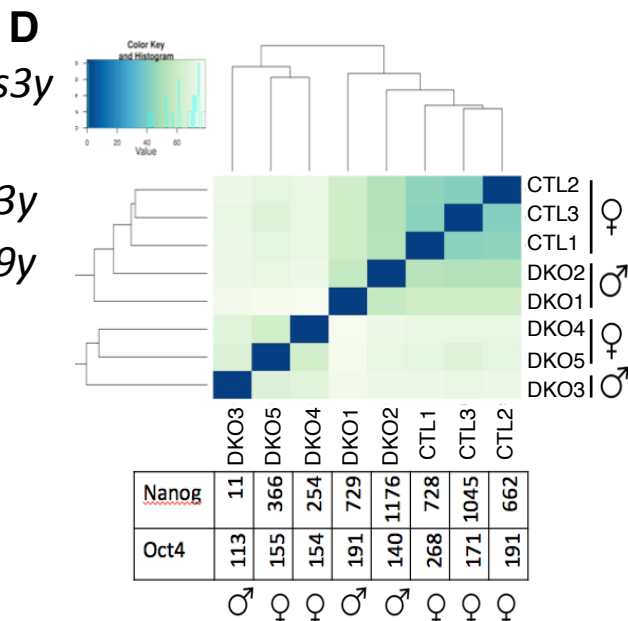 D
Color Key
and Histogram
s3y
0 20 40 60
Value
3y
9y
CTL2
CTL3
♀
CTL1
DKO2
♂
DKO1
DKO4
♀
DKO5
DKO3 ♂
DKO3 DKO5 DKO4 DKO1 DKO2 CTL1 CTL3 CTL2
Nanog 11 366 254 729 1176 728 1045 662
Oct4 113 155 154 191 140 268 171 191
♂ ♀ ♀ ♂ ♂ ♀ ♀ ♀